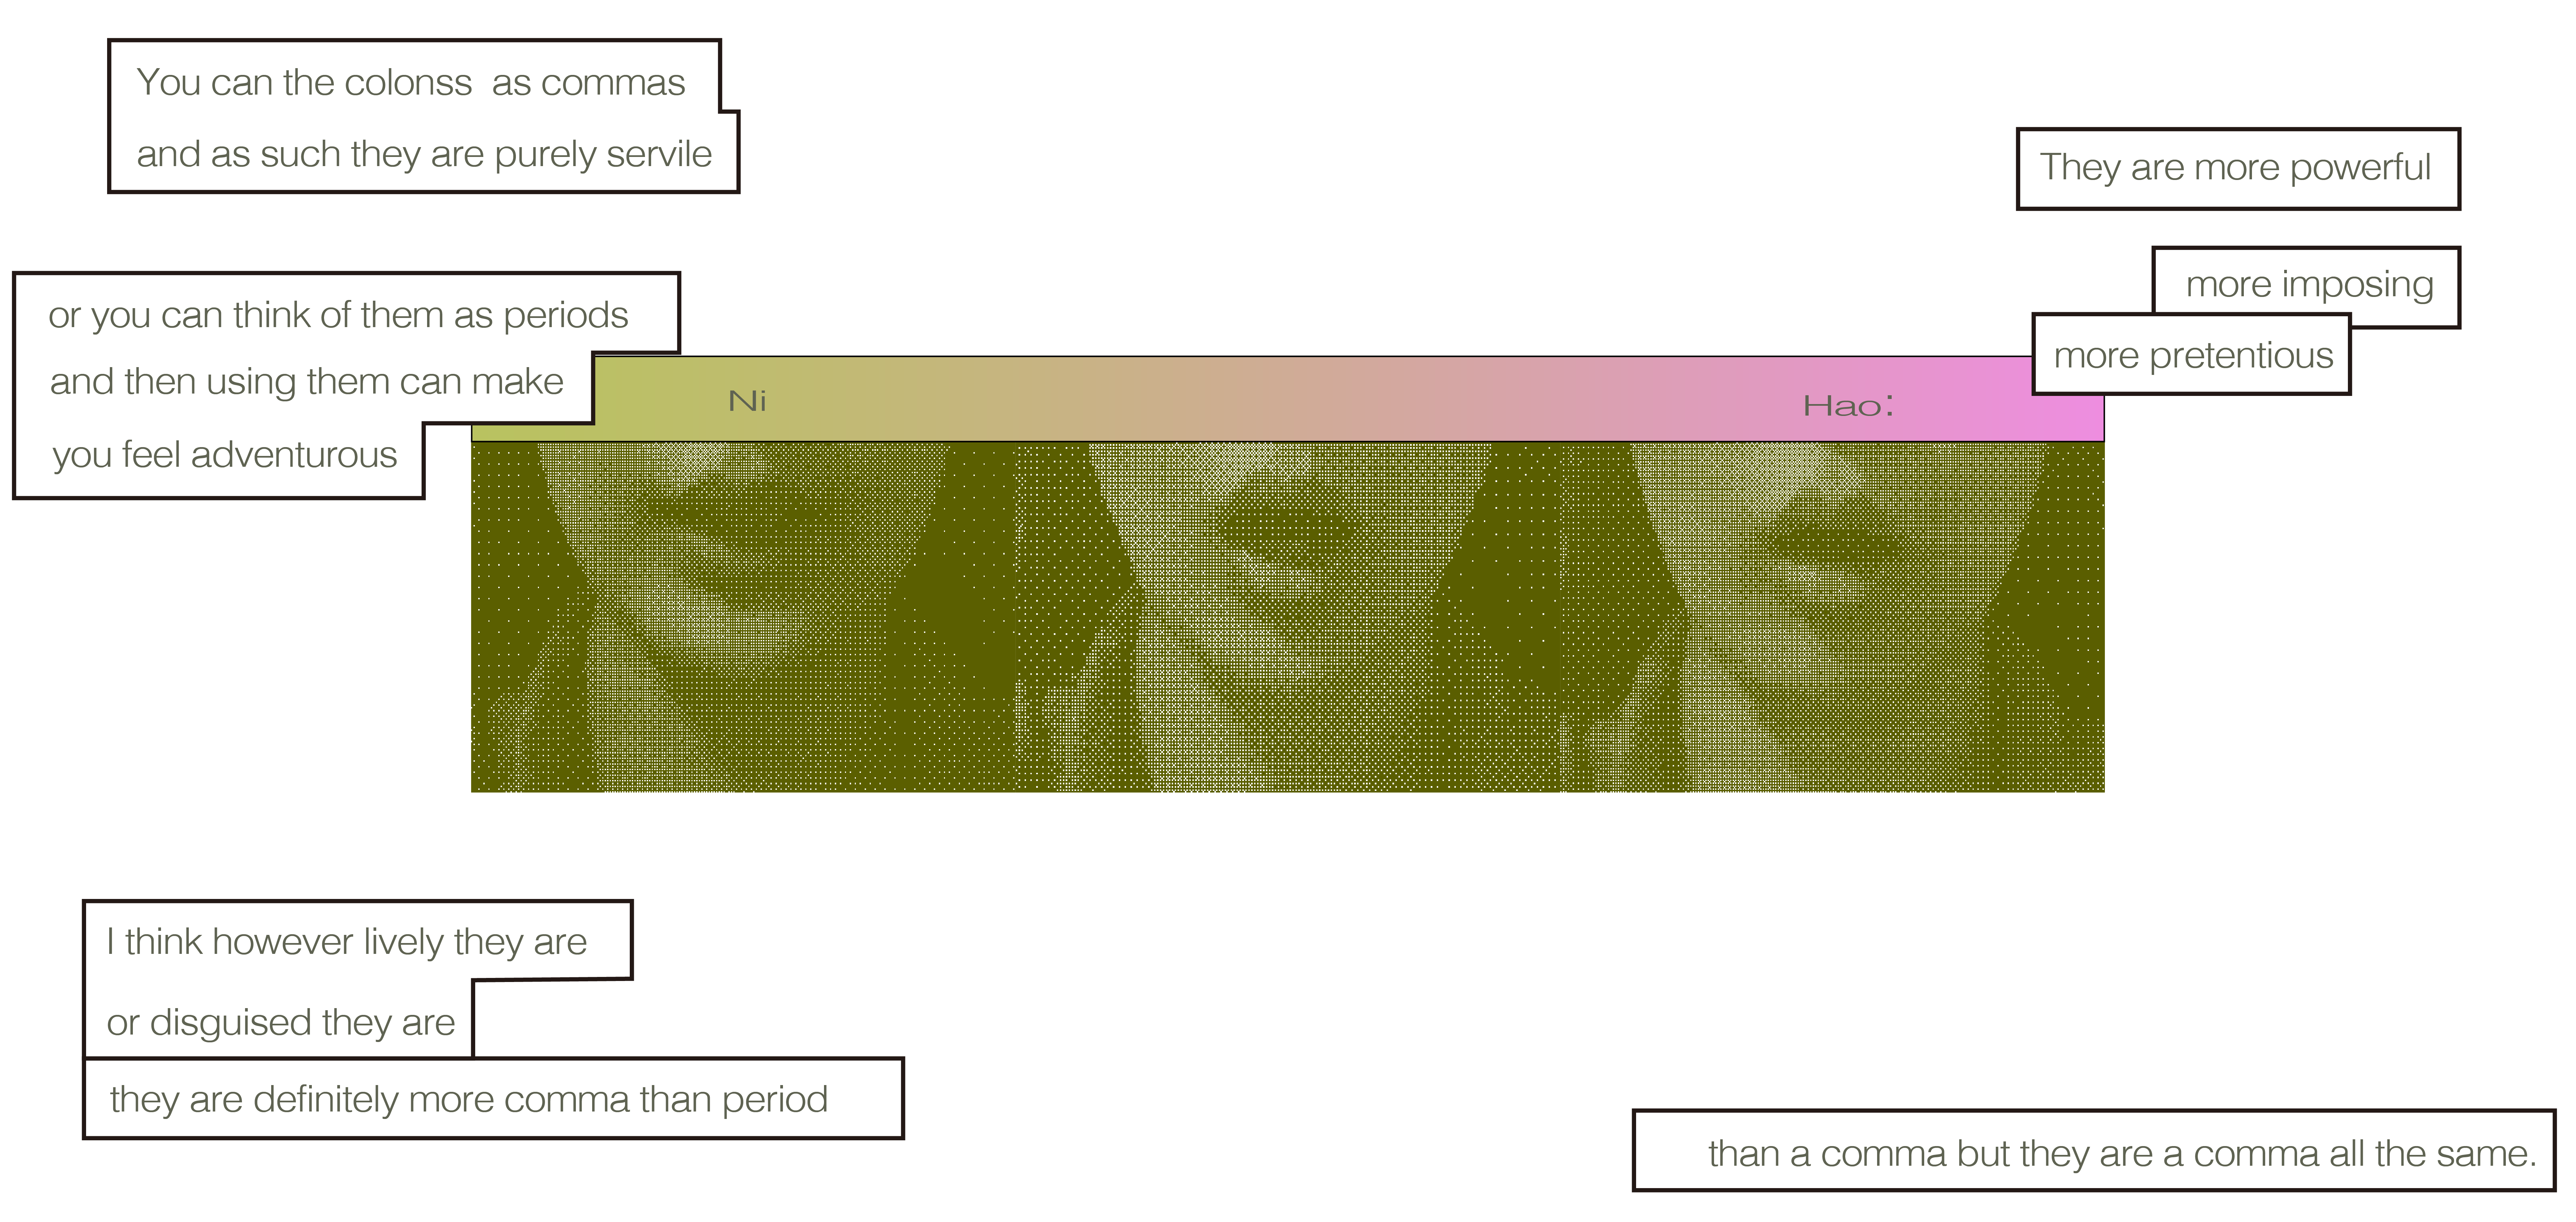 You can the colonss  as commas
and as such they are purely servile
or you can think of them as periods
and then using them can make
you feel adventurous
Ni
Hao:
I think however lively they are
or disguised they are
they are definitely more comma than period
They are more powerful
more imposing
more pretentious
than a comma but they are a comma all the same.